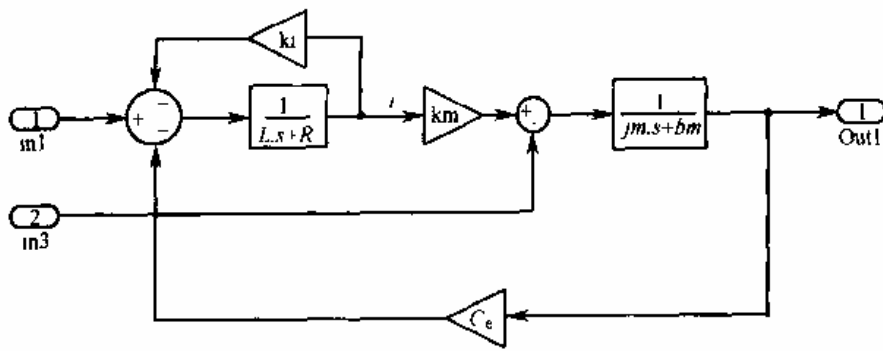 k1
1
in1
+
−
−
1
L.s+R
i
km
+
-
1
jm.s+bm
1
Out1
2
in3
Ce